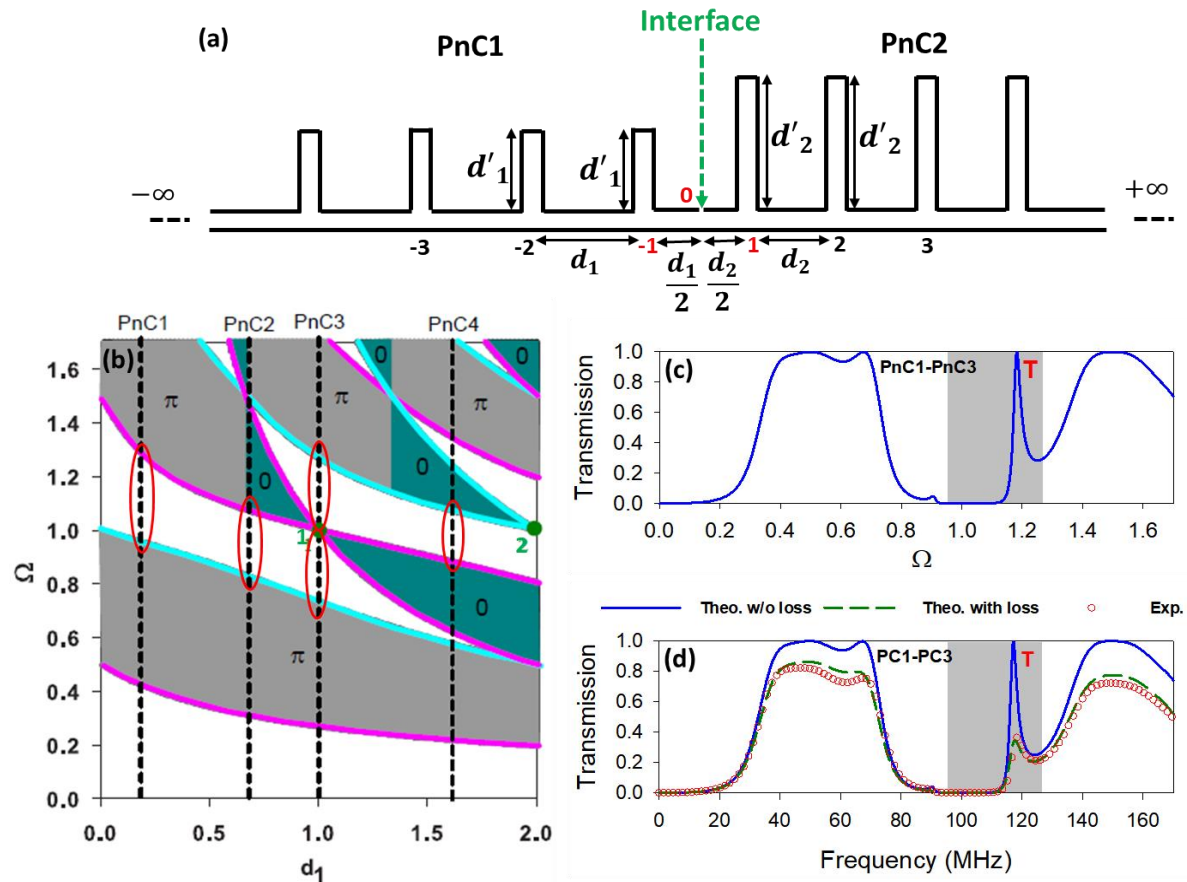 (a)
PnC1
Interface
PnC2
d'₁
d'₁
d'₂
d'₂
−∞
+∞
0
-3
-2
-1
1
2
3
d₁
d₁/2
d₂/2
d₂
PnC1
PnC2
PnC3
PnC4
(b)
0
0
π
π
π
0
0
1
2
0
π
1.6
1.4
1.2
1.0
0.8
0.6
0.4
0.2
0.0
Ω
0.0 0.5 1.0 1.5 2.0
d₁
(c)
PnC1-PnC3
T
1.0
0.8
0.6
0.4
0.2
0.0
Transmission
0.0 0.2 0.4 0.6 0.8 1.0 1.2 1.4 1.6
Ω
Theo. w/o loss Theo. with loss Exp.
(d)
PC1-PC3
T
1.0
0.8
0.6
0.4
0.2
0.0
Transmission
0 20 40 60 80 100 120 140 160
Frequency (MHz)